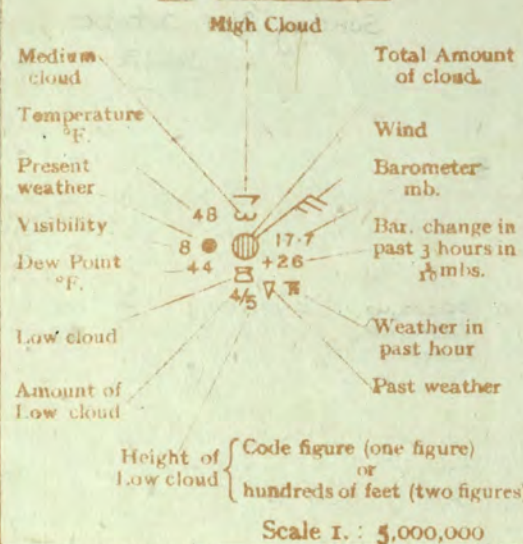 High Cloud
Medium cloud
Total Amount of cloud.
Temperature °F.
Wind
Present weather
Barometer mb.
48
Visibility
8
17·7
Bar. change in past 3 hours in 1/10 mbs.
Dew Point °F.
44
+26
4/5
Low cloud
Weather in past hour
Amount of Low cloud
Past weather
Height of Low cloud
Code figure (one figure)
or
hundreds of feet (two figures)
Scale 1. : 5,000,000